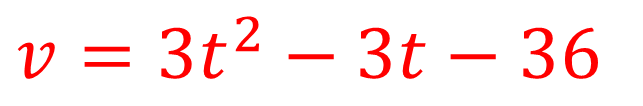 v = 3t² − 3t − 36